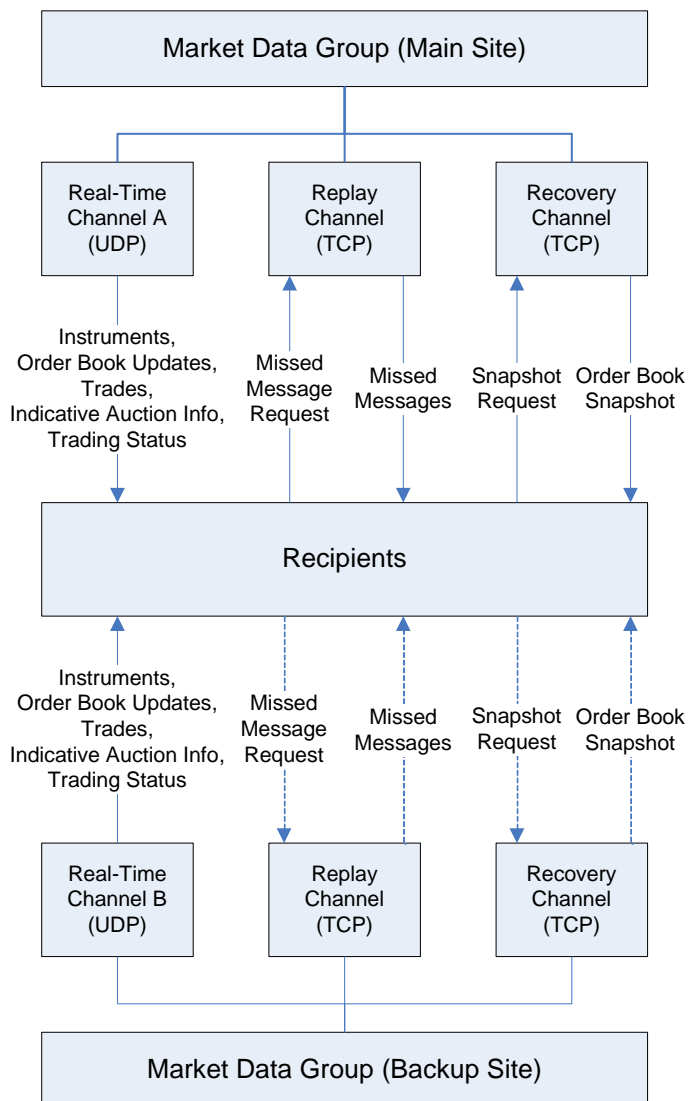 Market Data Group (Main Site)
Real-Time
Channel A
(UDP)
Replay
Channel
(TCP)
Recovery
Channel
(TCP)
Instruments,
Order Book Updates,
Trades,
Indicative Auction Info,
Trading Status
Missed
Message
Request
Missed
Messages
Snapshot
Request
Order Book
Snapshot
Recipients
Instruments,
Order Book Updates,
Trades,
Indicative Auction Info,
Trading Status
Missed
Message
Request
Missed
Messages
Snapshot
Request
Order Book
Snapshot
Real-Time
Channel B
(UDP)
Replay
Channel
(TCP)
Recovery
Channel
(TCP)
Market Data Group (Backup Site)